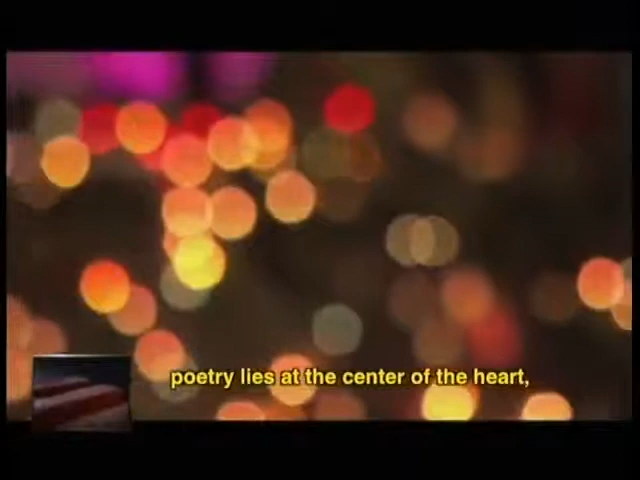 poetry lies at the center of the heart,